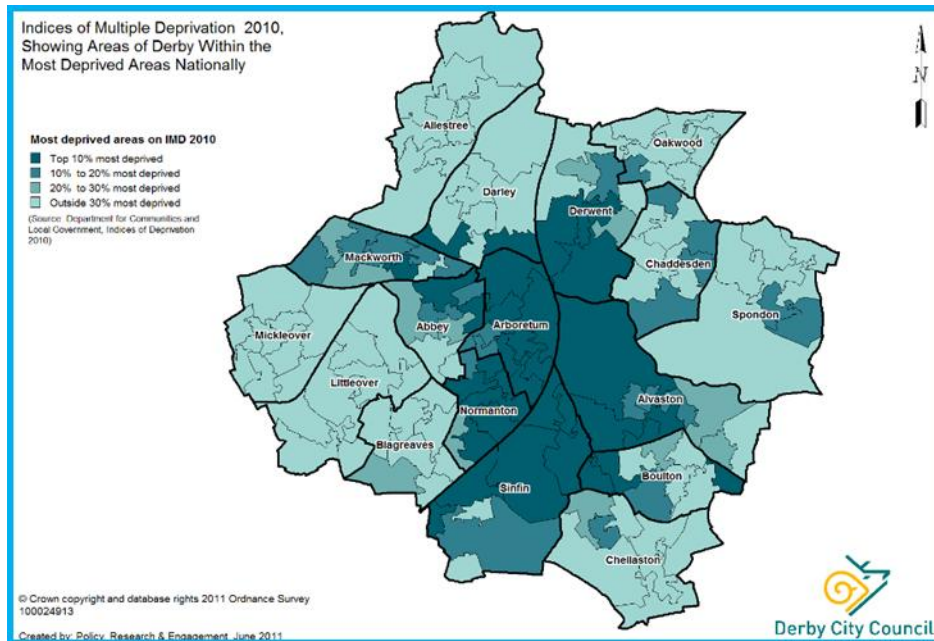 Indices of Multiple Deprivation 2010,
Showing Areas of Derby Within the
Most Deprived Areas Nationally
N
Most deprived areas on IMD 2010
Top 10% most deprived
10% to 20% most deprived
20% to 30% most deprived
Outside 30% most deprived
(Source: Department for Communities and
Local Government, Indices of Deprivation
2010)
Allestree
Oakwood
Darley
Derwent
Mackworth
Chaddesden
Spondon
Mickleover
Abbey
Arboretum
Littleover
Normanton
Alvaston
Blagreaves
Sinfin
Boulton
Chellaston
© Crown copyright and database rights 2011 Ordnance Survey
100024913
Created by: Policy, Research & Engagement, June 2011
Derby City Council